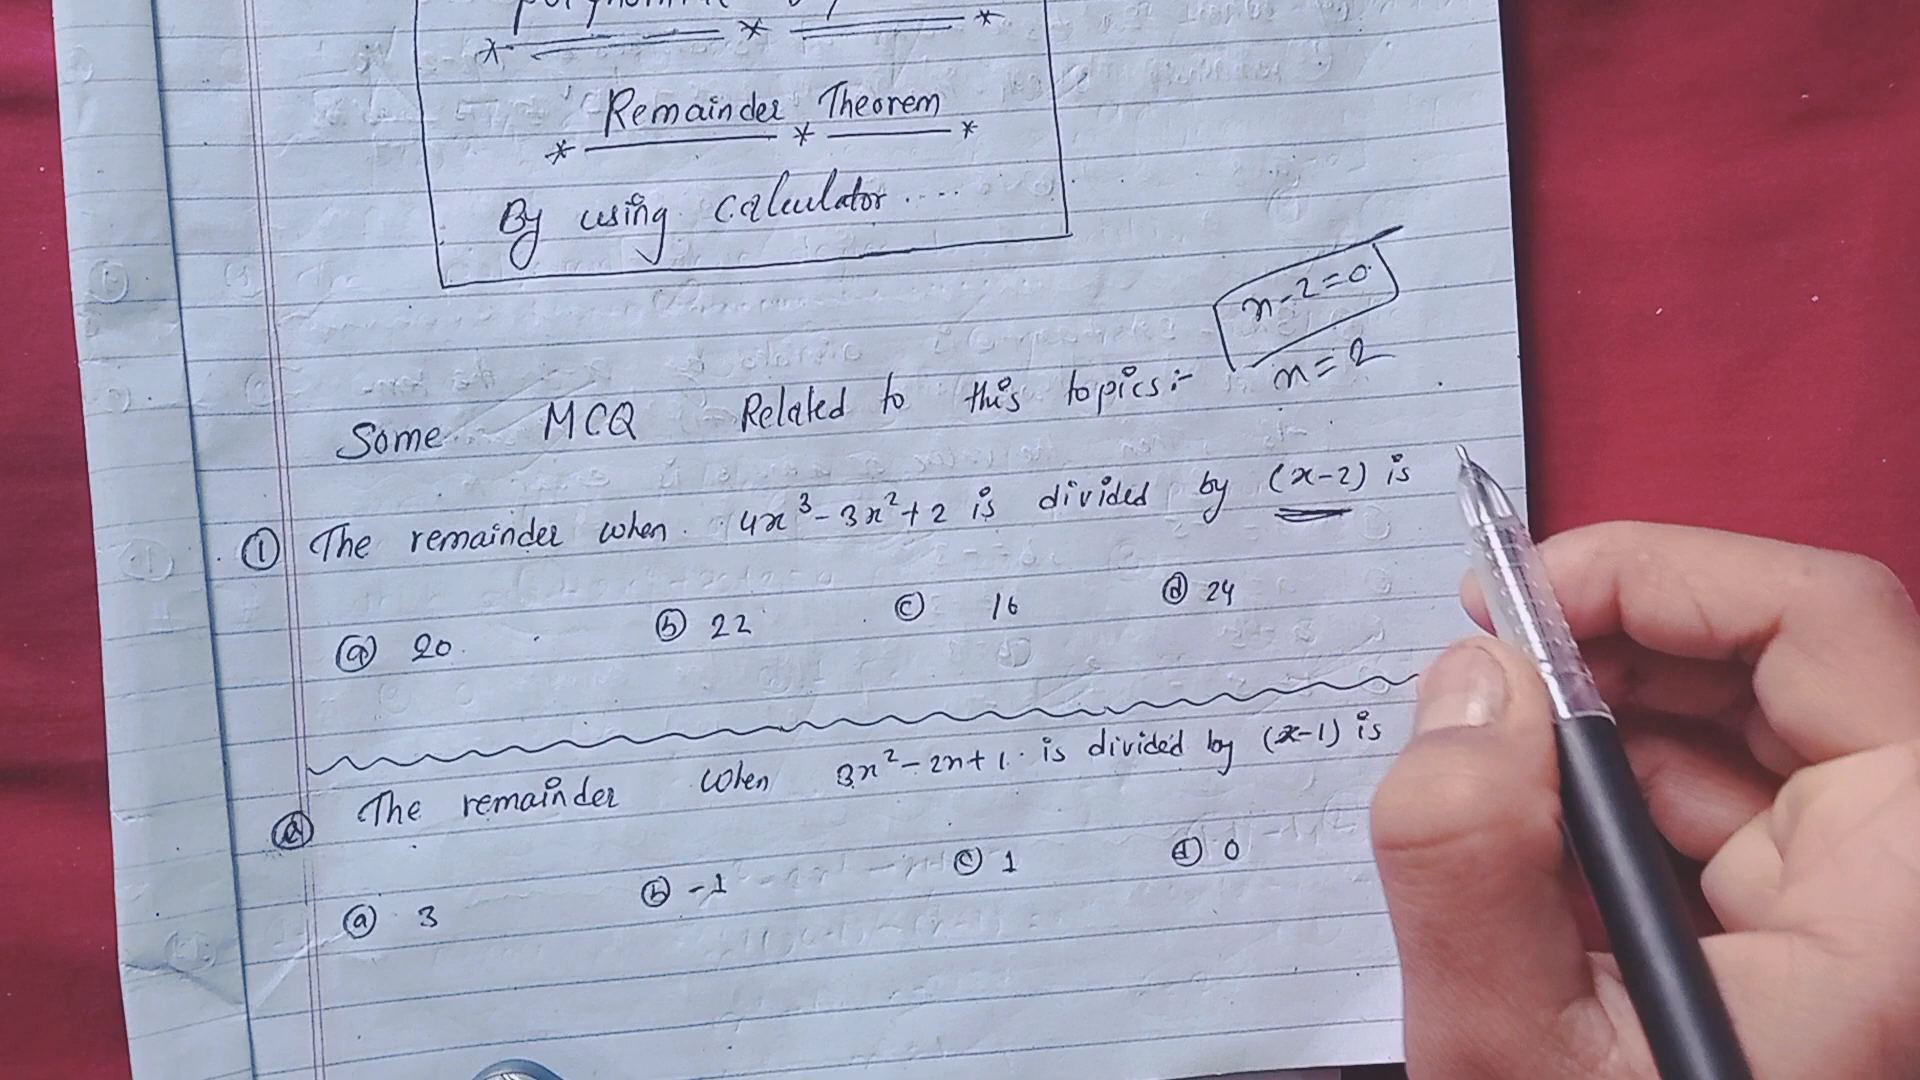 Remainder Theorem
By using calculator....
x-2=0
x=2
Some MCQ Related to this topics:-
① The remainder when 4x³-3x²+2 is divided by (x-2) is
ⓐ 20 ⓑ 22 ⓒ 16 ⓓ 24
② The remainder when 3x²-2x+1 is divided by (x-1) is
ⓐ 3 ⓑ -1 ⓒ 1 ⓓ 0